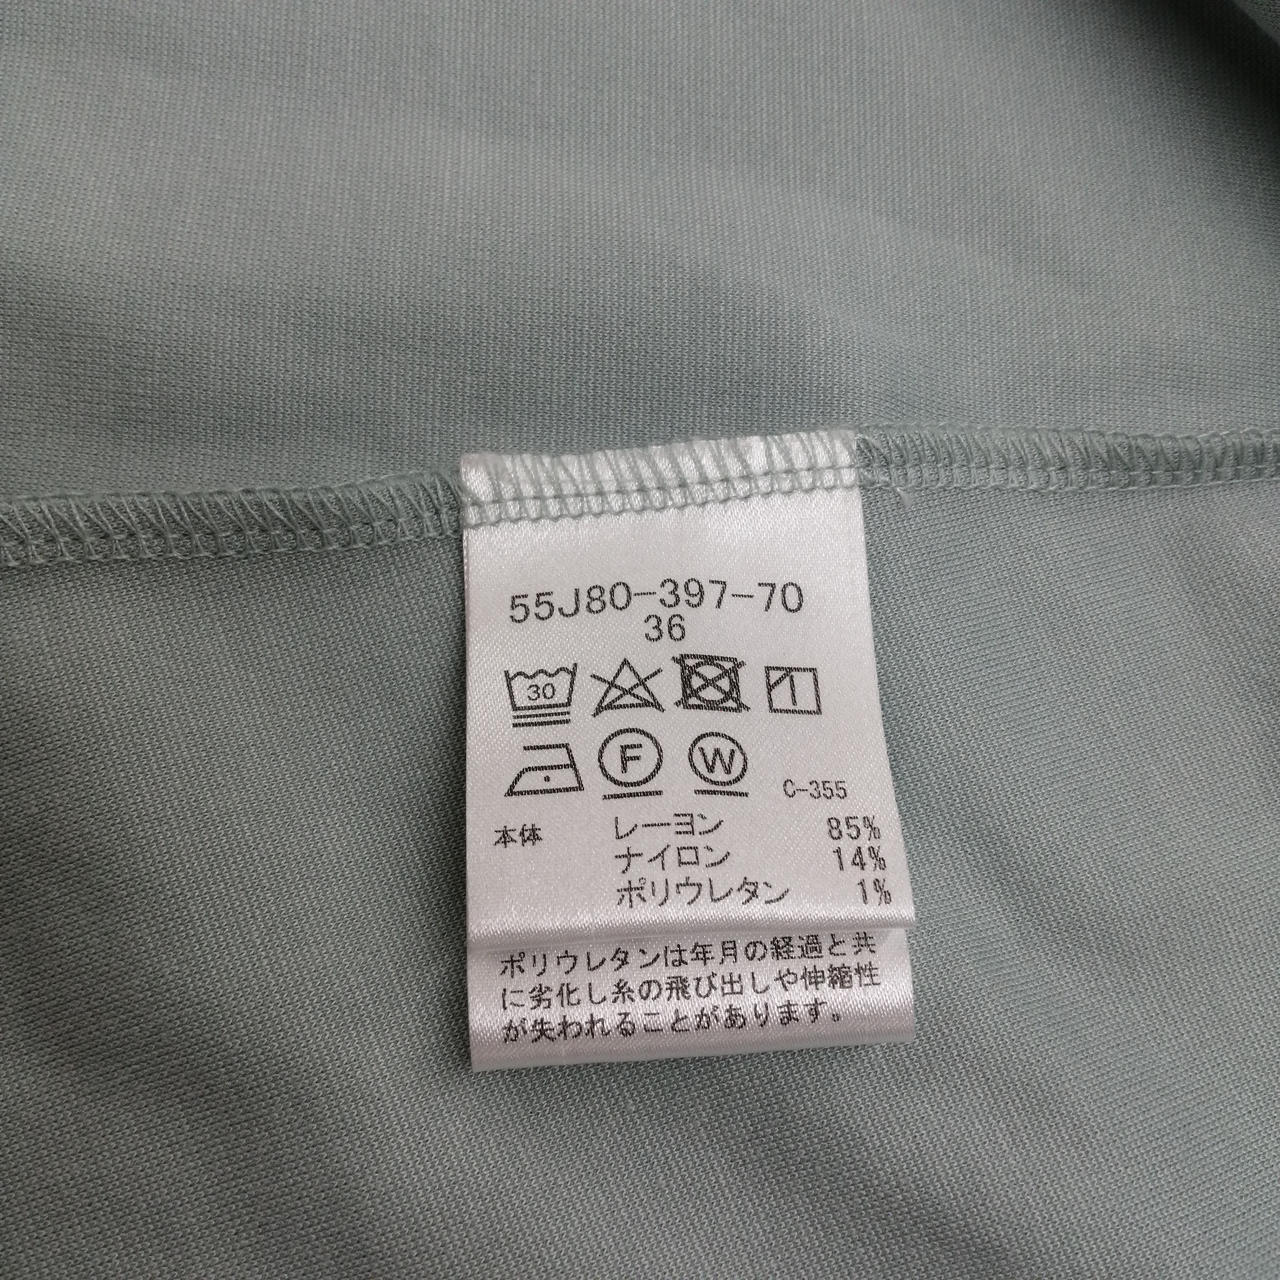 55J80-397-70
36
30
F W C-355
本体 レーヨン 85%
ナイロン 14%
ポリウレタン 1%
ポリウレタンは年月の経過と共
に劣化し糸の飛び出しや伸縮性
が失われることがあります。